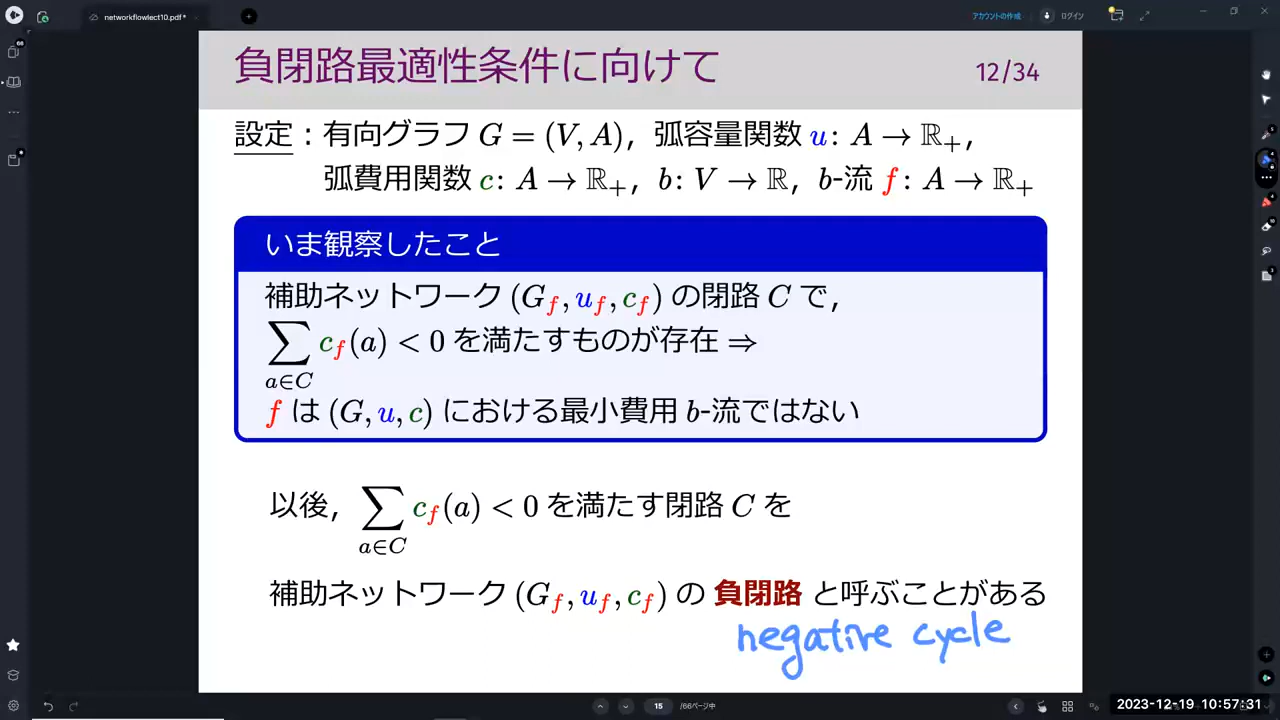 networkflowlect10.pdf*
アカウントの作成
ログイン
負閉路最適性条件に向けて
12/34
設定：有向グラフ G = (V, A)，弧容量関数 u: A → ℝ₊，
弧費用関数 c: A → ℝ₊，b: V → ℝ，b-流 f: A → ℝ₊
いま観察したこと
補助ネットワーク (G_f, u_f, c_f) の閉路 C で，
∑_{a∈C} c_f(a) < 0 を満たすものが存在 ⇒
f は (G, u, c) における最小費用 b-流ではない
以後，∑_{a∈C} c_f(a) < 0 を満たす閉路 C を
補助ネットワーク (G_f, u_f, c_f) の 負閉路 と呼ぶことがある
negative cycle
15
/66ページ中
2023-12-19 10:57:31